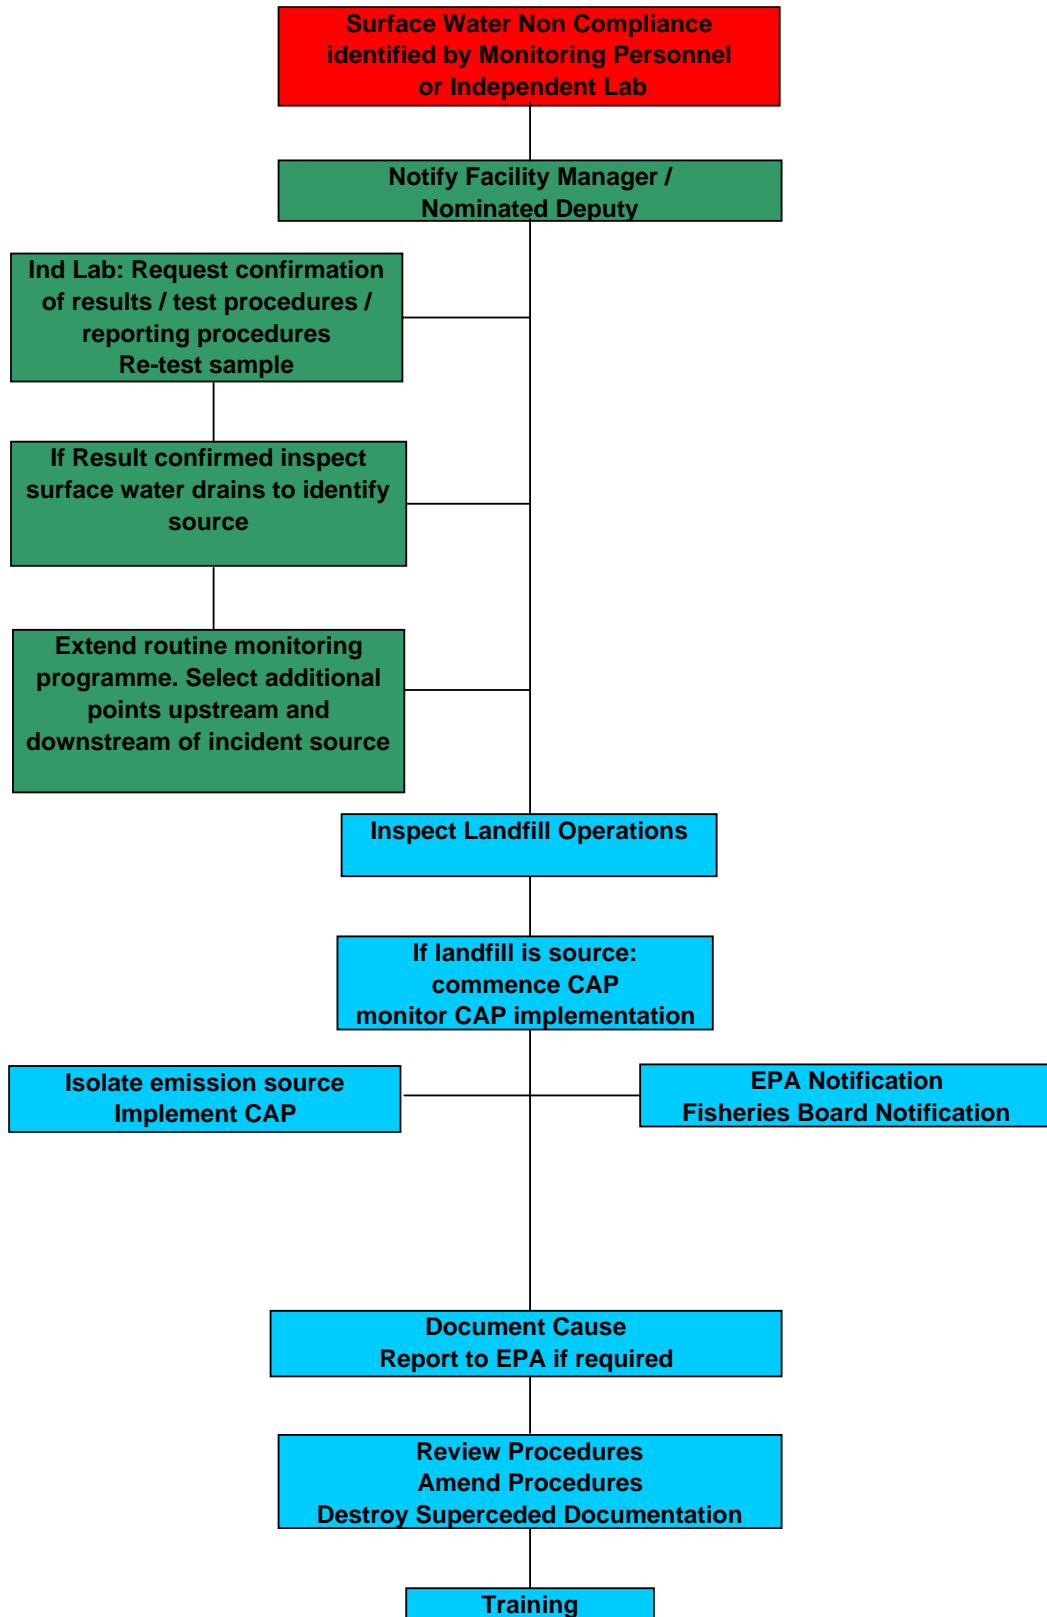 Surface Water Non Compliance
identified by Monitoring Personnel
or Independent Lab
Notify Facility Manager /
Nominated Deputy
Ind Lab: Request confirmation
of results / test procedures /
reporting procedures
Re-test sample
If Result confirmed inspect
surface water drains to identify
source
Extend routine monitoring
programme. Select additional
points upstream and
downstream of incident source
Inspect Landfill Operations
If landfill is source:
commence CAP
monitor CAP implementation
Isolate emission source
Implement CAP
EPA Notification
Fisheries Board Notification
Document Cause
Report to EPA if required
Review Procedures
Amend Procedures
Destroy Superceded Documentation
Training